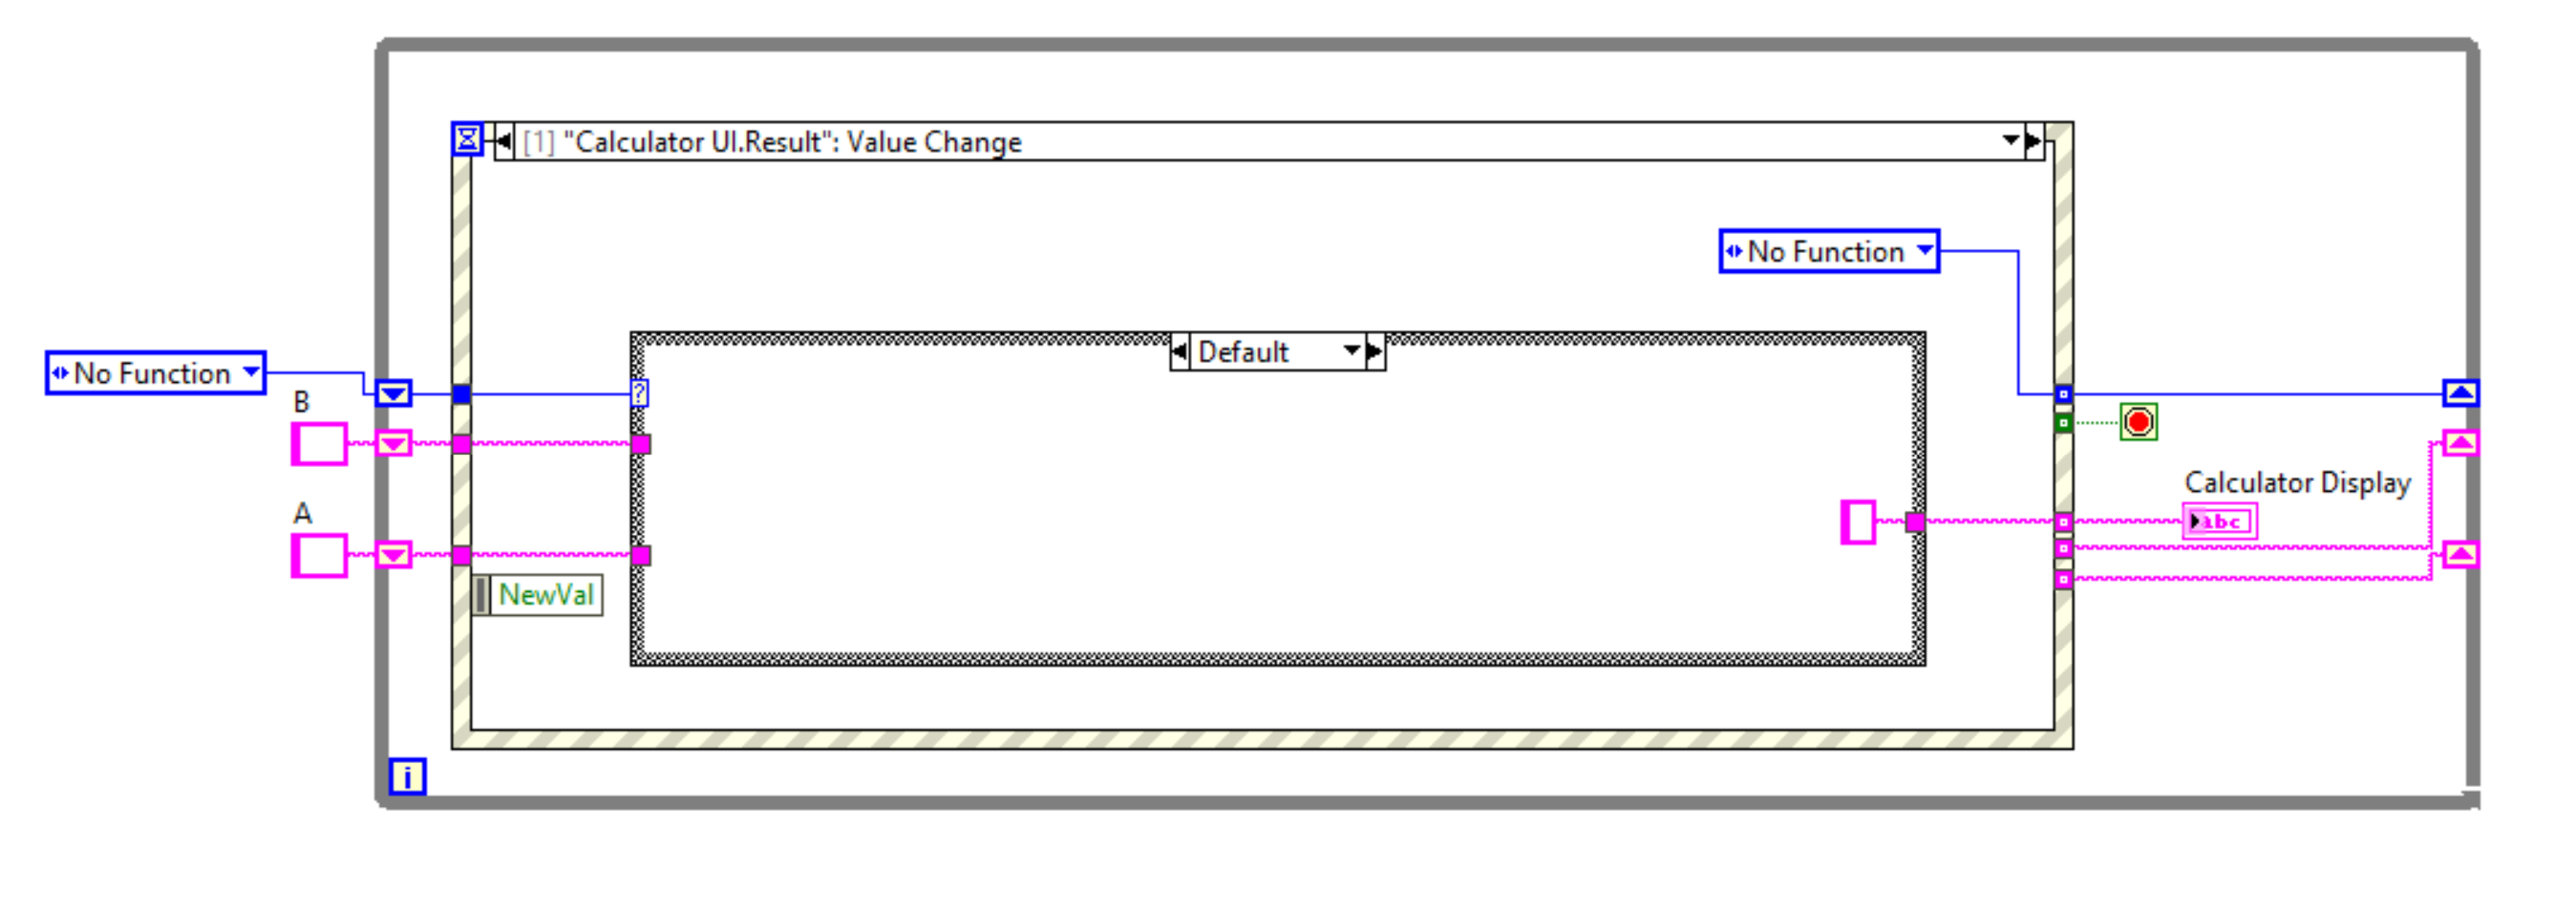 [1] "Calculator UI.Result": Value Change
No Function
Default
No Function
?
B
Calculator Display
abc
A
NewVal
i